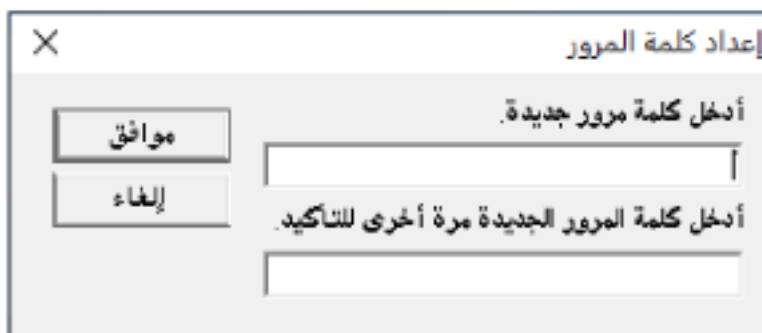 إعداد كلمة المرور
أدخل كلمة مرور جديدة.
موافق
إلغاء
أدخل كلمة المرور الجديدة مرة أخرى للتأكيد.